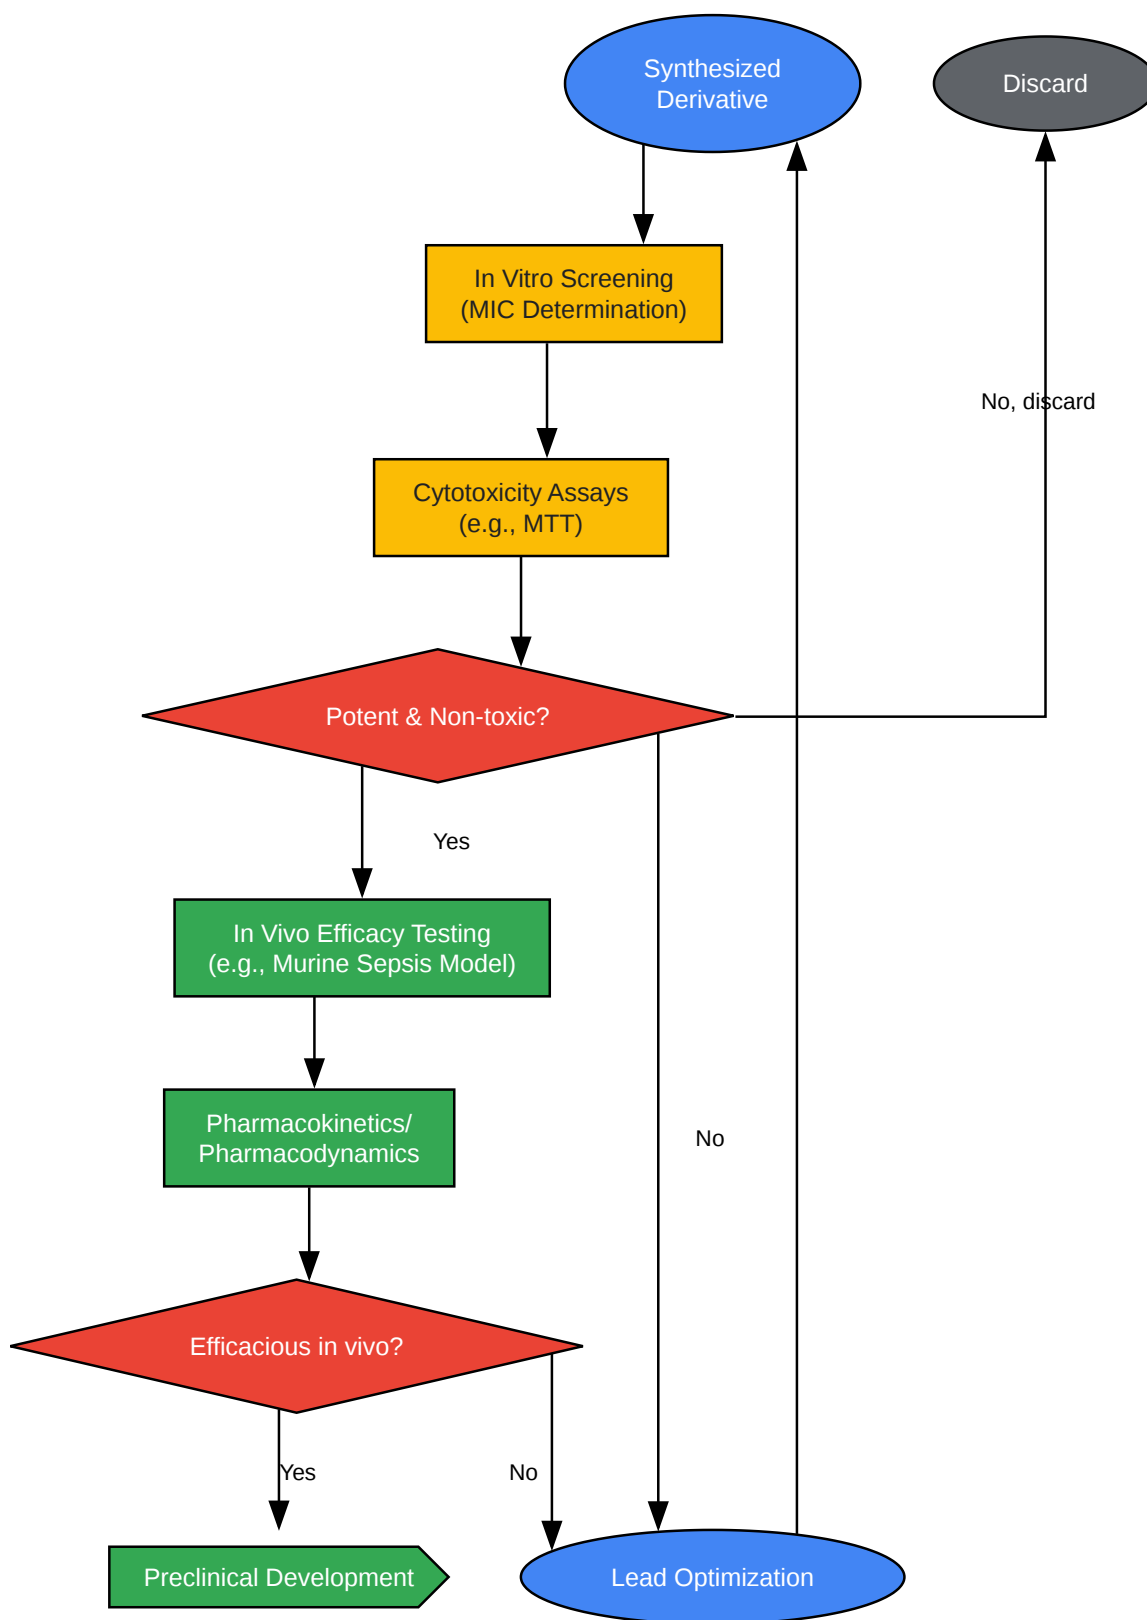 Synthesized
Derivative
Discard
In Vitro Screening
(MIC Determination)
No, discard
Cytotoxicity Assays
(e.g., MTT)
Potent & Non-toxic?
Yes
In Vivo Efficacy Testing
(e.g., Murine Sepsis Model)
Pharmacokinetics/
Pharmacodynamics
No
Efficacious in vivo?
Yes
No
Preclinical Development
Lead Optimization